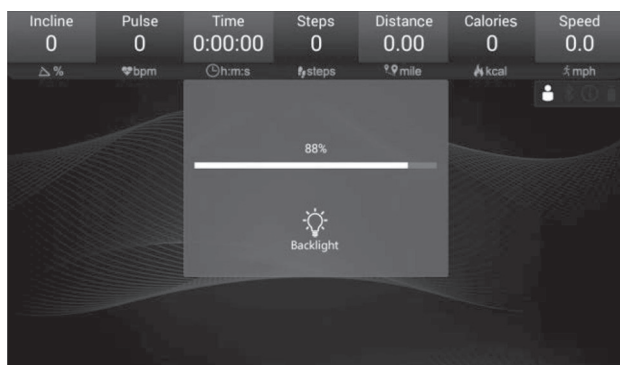 Incline Pulse Time Steps Distance Calories Speed
0 0 0:00:00 0 0.00 0 0.0
% bpm h:m:s steps mile kcal mph
88%
Backlight